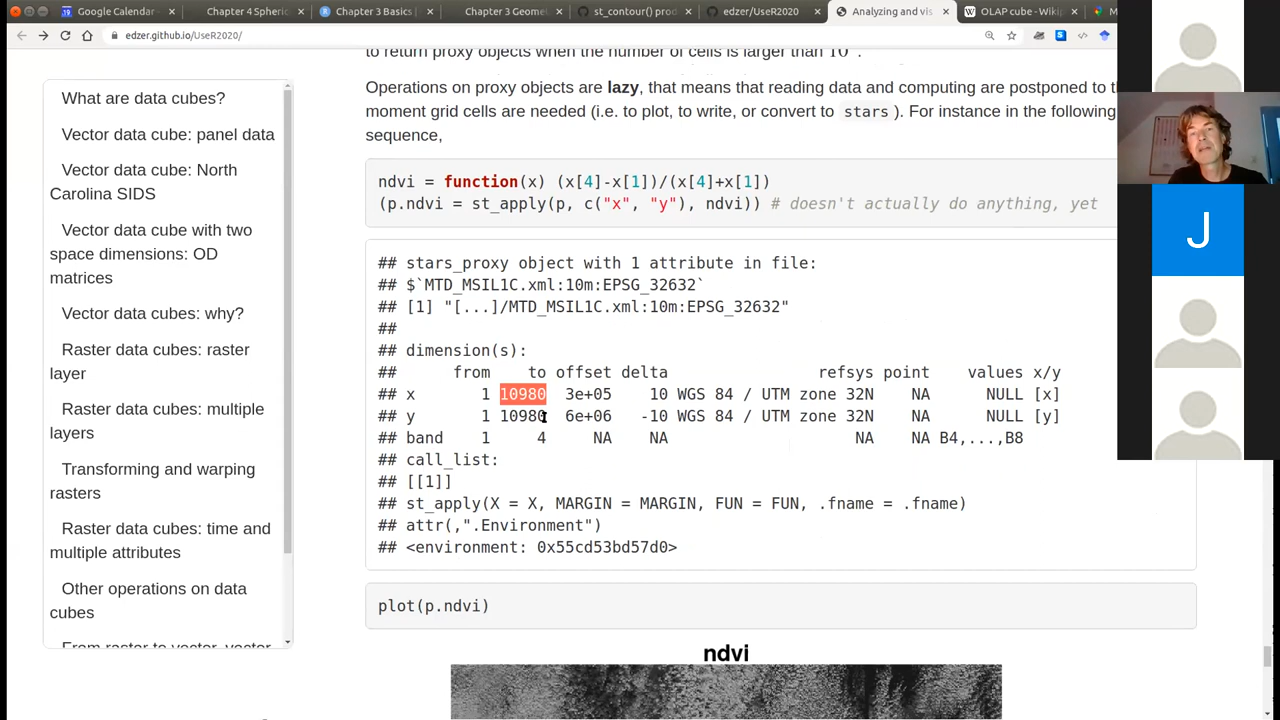 Google Calendar
Chapter 4 Spheric
Chapter 3 Basics |
Chapter 3 Geomet
st_contour() prod
edzer/UseR2020
Analyzing and vis
OLAP cube - Wikip
M
edzer.github.io/UseR2020/
What are data cubes?
Vector data cube: panel data
Vector data cube: North
Carolina SIDS
Vector data cube with two
space dimensions: OD
matrices
Vector data cubes: why?
Raster data cubes: raster
layer
Raster data cubes: multiple
layers
Transforming and warping
rasters
Raster data cubes: time and
multiple attributes
Other operations on data
cubes
From raster to vector, vector
to return proxy objects when the number of cells is larger than 10
Operations on proxy objects are lazy, that means that reading data and computing are postponed to th
moment grid cells are needed (i.e. to plot, to write, or convert to stars). For instance in the following
sequence,
ndvi = function(x) (x[4]-x[1])/(x[4]+x[1])
(p.ndvi = st_apply(p, c("x", "y"), ndvi)) # doesn't actually do anything, yet
## stars_proxy object with 1 attribute in file:
## $`MTD_MSIL1C.xml:10m:EPSG_32632`
## [1] "[...]/MTD_MSIL1C.xml:10m:EPSG_32632"
##
## dimension(s):
## from to offset delta refsys point values x/y
## x 1 10980 3e+05 10 WGS 84 / UTM zone 32N NA NULL [x]
## y 1 10980 6e+06 -10 WGS 84 / UTM zone 32N NA NULL [y]
## band 1 4 NA NA NA NA B4,...,B8
## call_list:
## [[1]]
## st_apply(X = X, MARGIN = MARGIN, FUN = FUN, .fname = .fname)
## attr(,".Environment")
## <environment: 0x55cd53bd57d0>
plot(p.ndvi)
ndvi
J